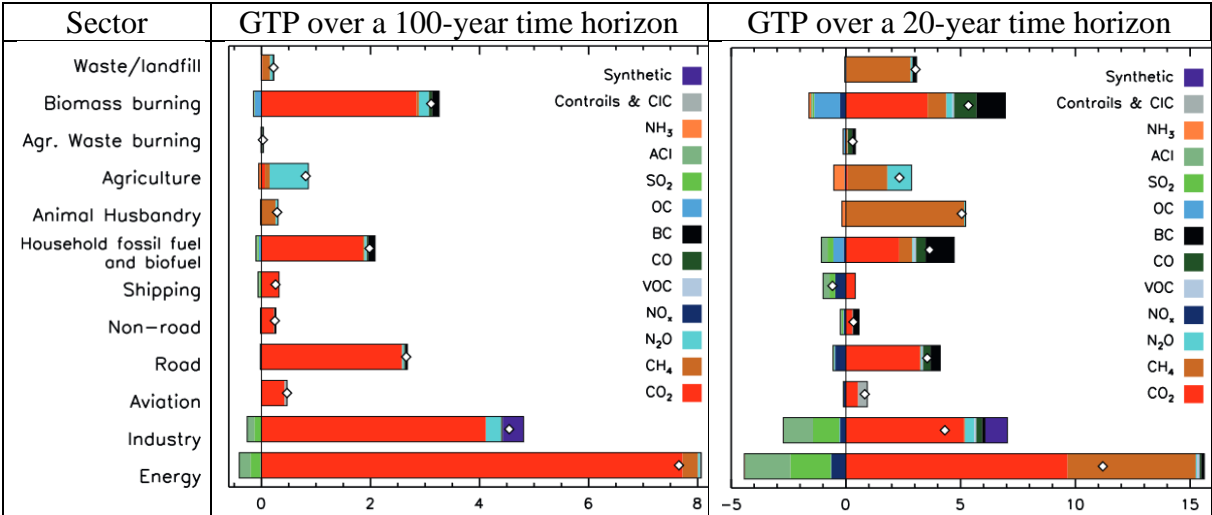 Sector
GTP over a 100-year time horizon
GTP over a 20-year time horizon
Waste/landfill
Biomass burning
Agr. Waste burning
Agriculture
Animal Husbandry
Household fossil fuel
and biofuel
Shipping
Non-road
Road
Aviation
Industry
Energy
Synthetic
Contrails & CIC
NH₃
ACI
SO₂
OC
BC
CO
VOC
NOₓ
N₂O
CH₄
CO₂
0 2 4 6 8
Synthetic
Contrails & CIC
NH₃
ACI
SO₂
OC
BC
CO
VOC
NOₓ
N₂O
CH₄
CO₂
−5 0 5 10 15